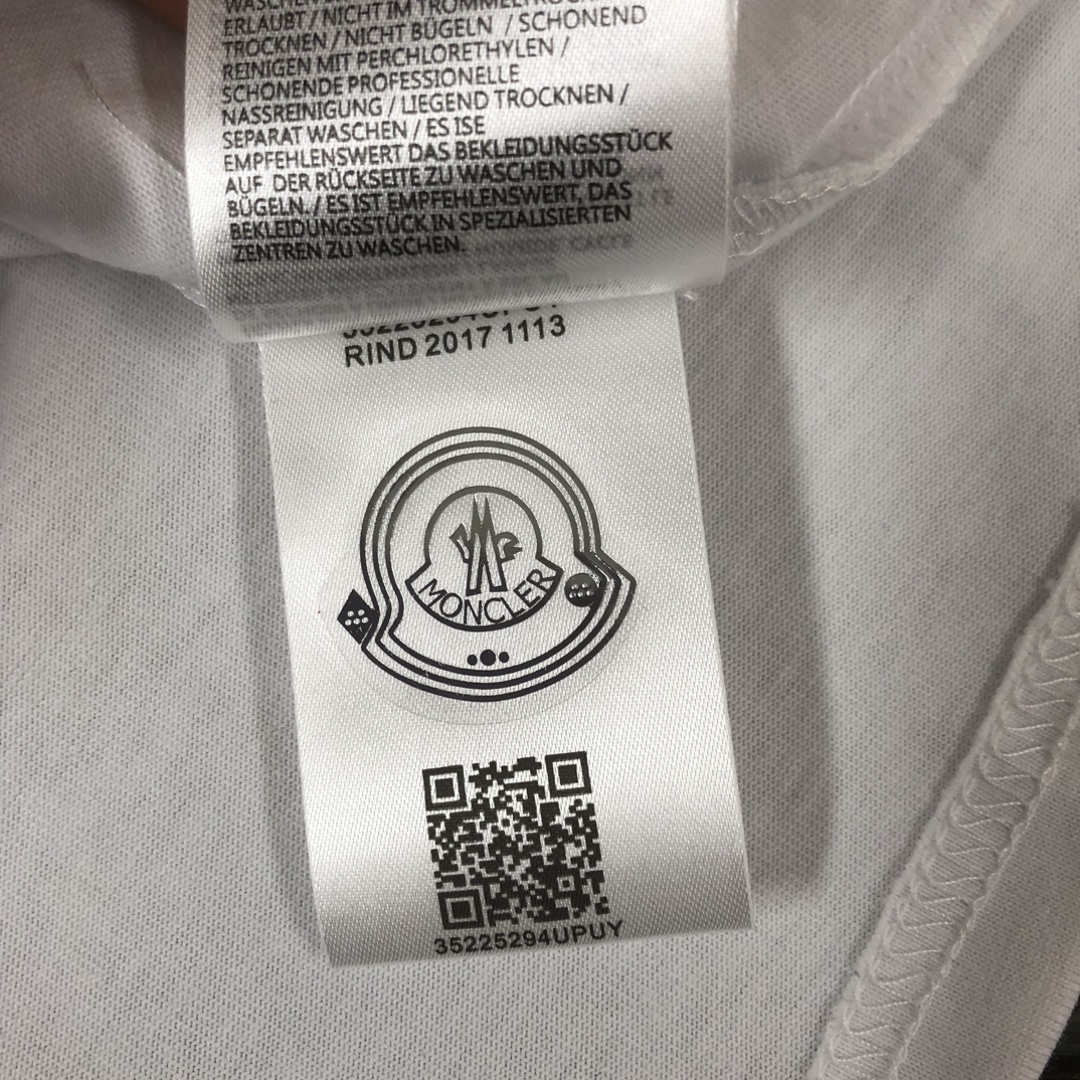 ERLAUBT / NICHT IM TROMMELTROCK
TROCKNEN / NICHT BÜGELN / SCHONEND
REINIGEN MIT PERCHLORETHYLEN /
SCHONENDE PROFESSIONELLE
NASSREINIGUNG / LIEGEND TROCKNEN /
SEPARAT WASCHEN / ES ISE
EMPFEHLENSWERT DAS BEKLEIDUNGSSTÜCK
AUF DER RÜCKSEITE ZU WASCHEN UND
BÜGELN. / ES IST EMPFEHLENSWERT, DAS
BEKLEIDUNGSSTÜCK IN SPEZIALISIERTEN
ZENTREN ZU WASCHEN.
RIND 2017 1113
MONCLER
35225294UPUY